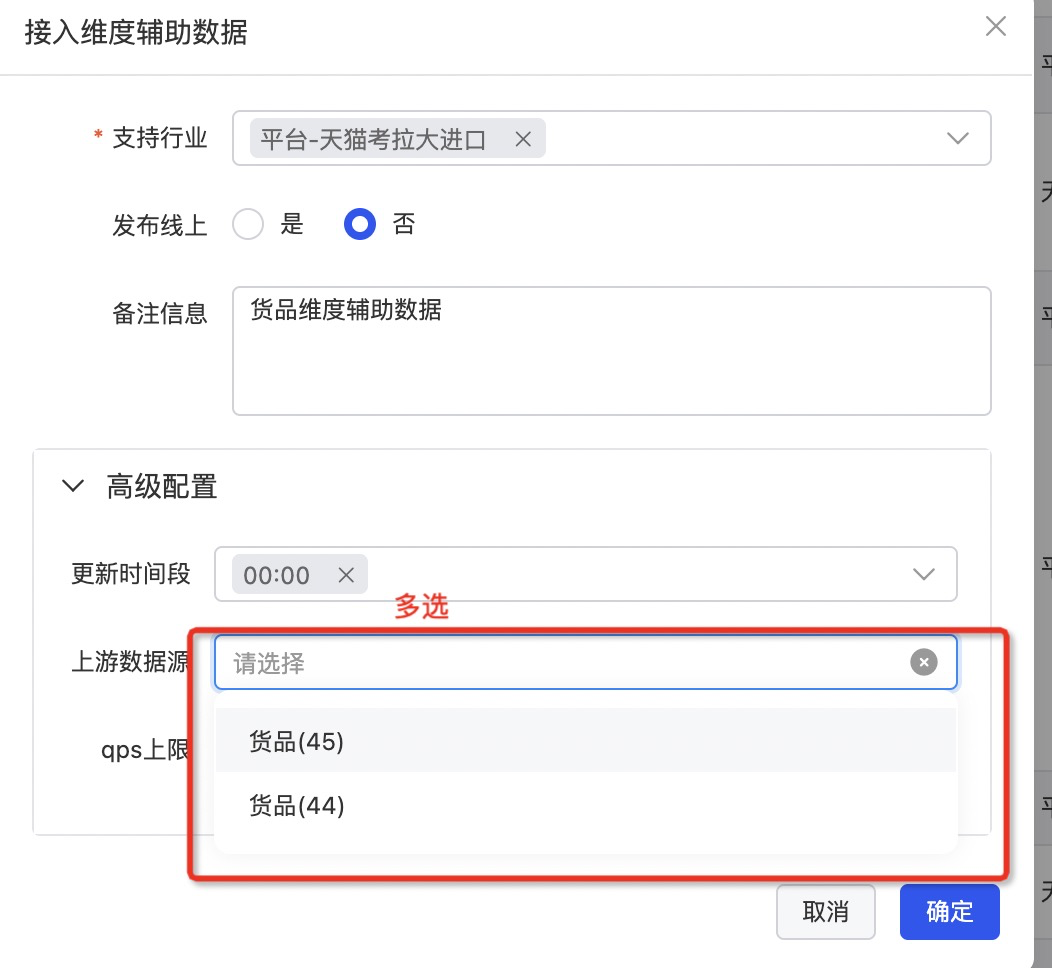 接入维度辅助数据
* 支持行业
平台-天猫考拉大进口
发布线上
是
否
备注信息
货品维度辅助数据
高级配置
更新时间段
00:00
多选
上游数据源
请选择
货品(45)
qps上限
货品(44)
取消
确定